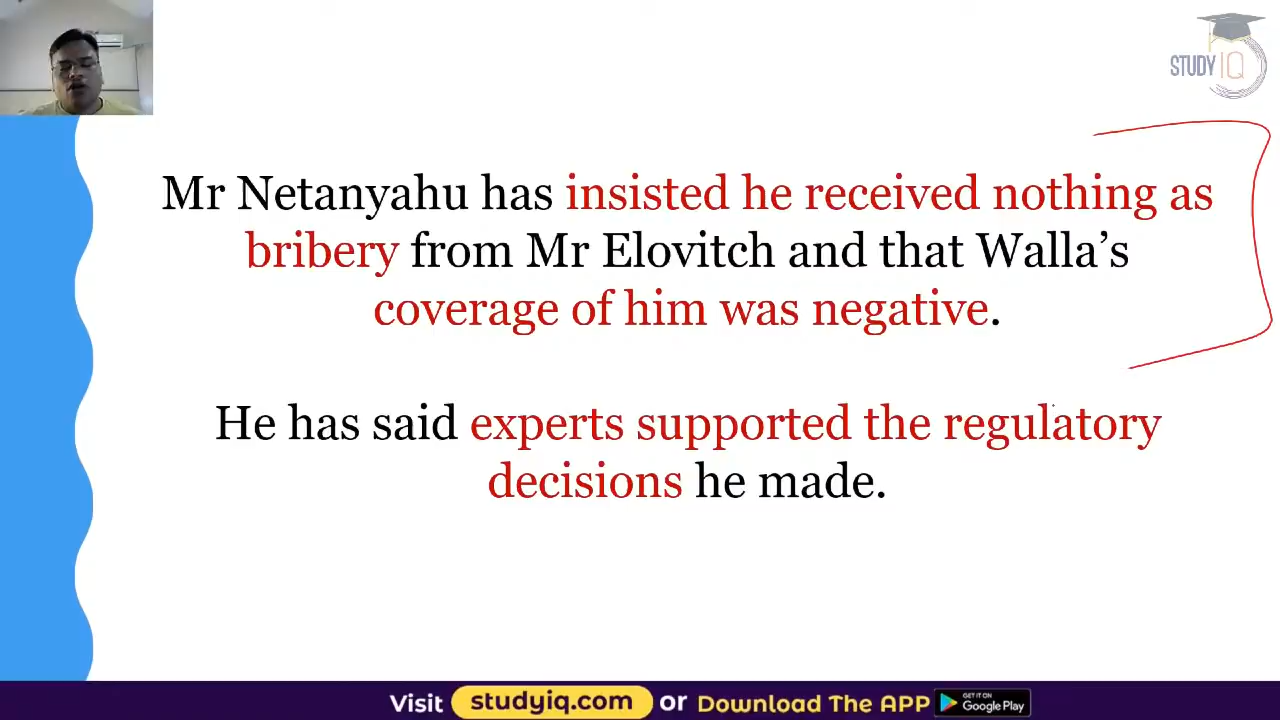 STUDY IQ
Mr Netanyahu has insisted he received nothing as
bribery from Mr Elovitch and that Walla’s
coverage of him was negative.
He has said experts supported the regulatory
decisions he made.
Visit studyiq.com or Download The APP GET IT ON Google Play